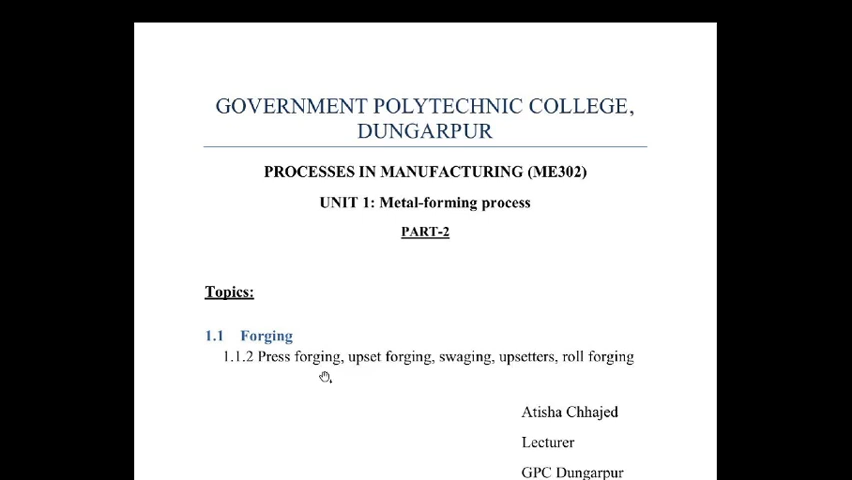 GOVERNMENT POLYTECHNIC COLLEGE,
DUNGARPUR
PROCESSES IN MANUFACTURING (ME302)
UNIT 1: Metal-forming process
PART-2
Topics:
1.1 Forging
1.1.2 Press forging, upset forging, swaging, upsetters, roll forging
Atisha Chhajed
Lecturer
GPC Dungarpur